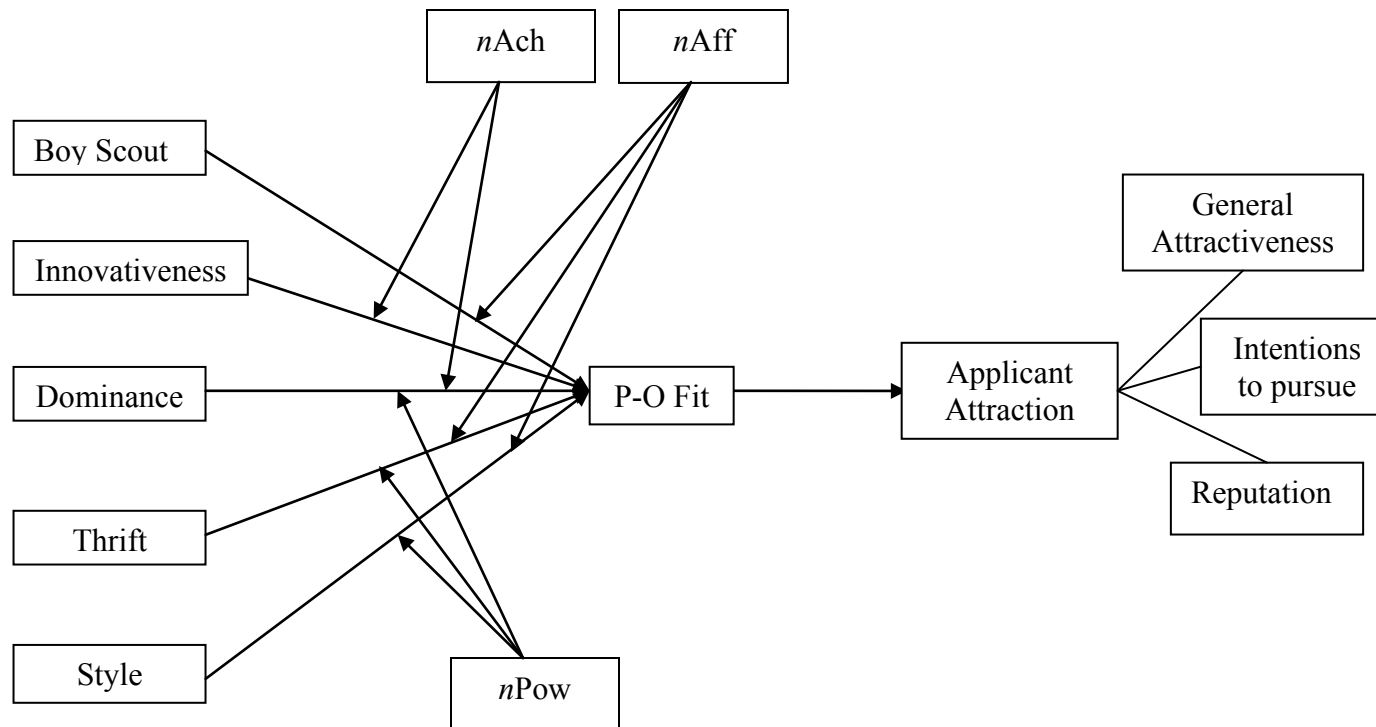 nAch
nAff
Boy Scout
Innovativeness
Dominance
Thrift
Style
nPow
P-O Fit
Applicant
Attraction
General
Attractiveness
Intentions
to pursue
Reputation